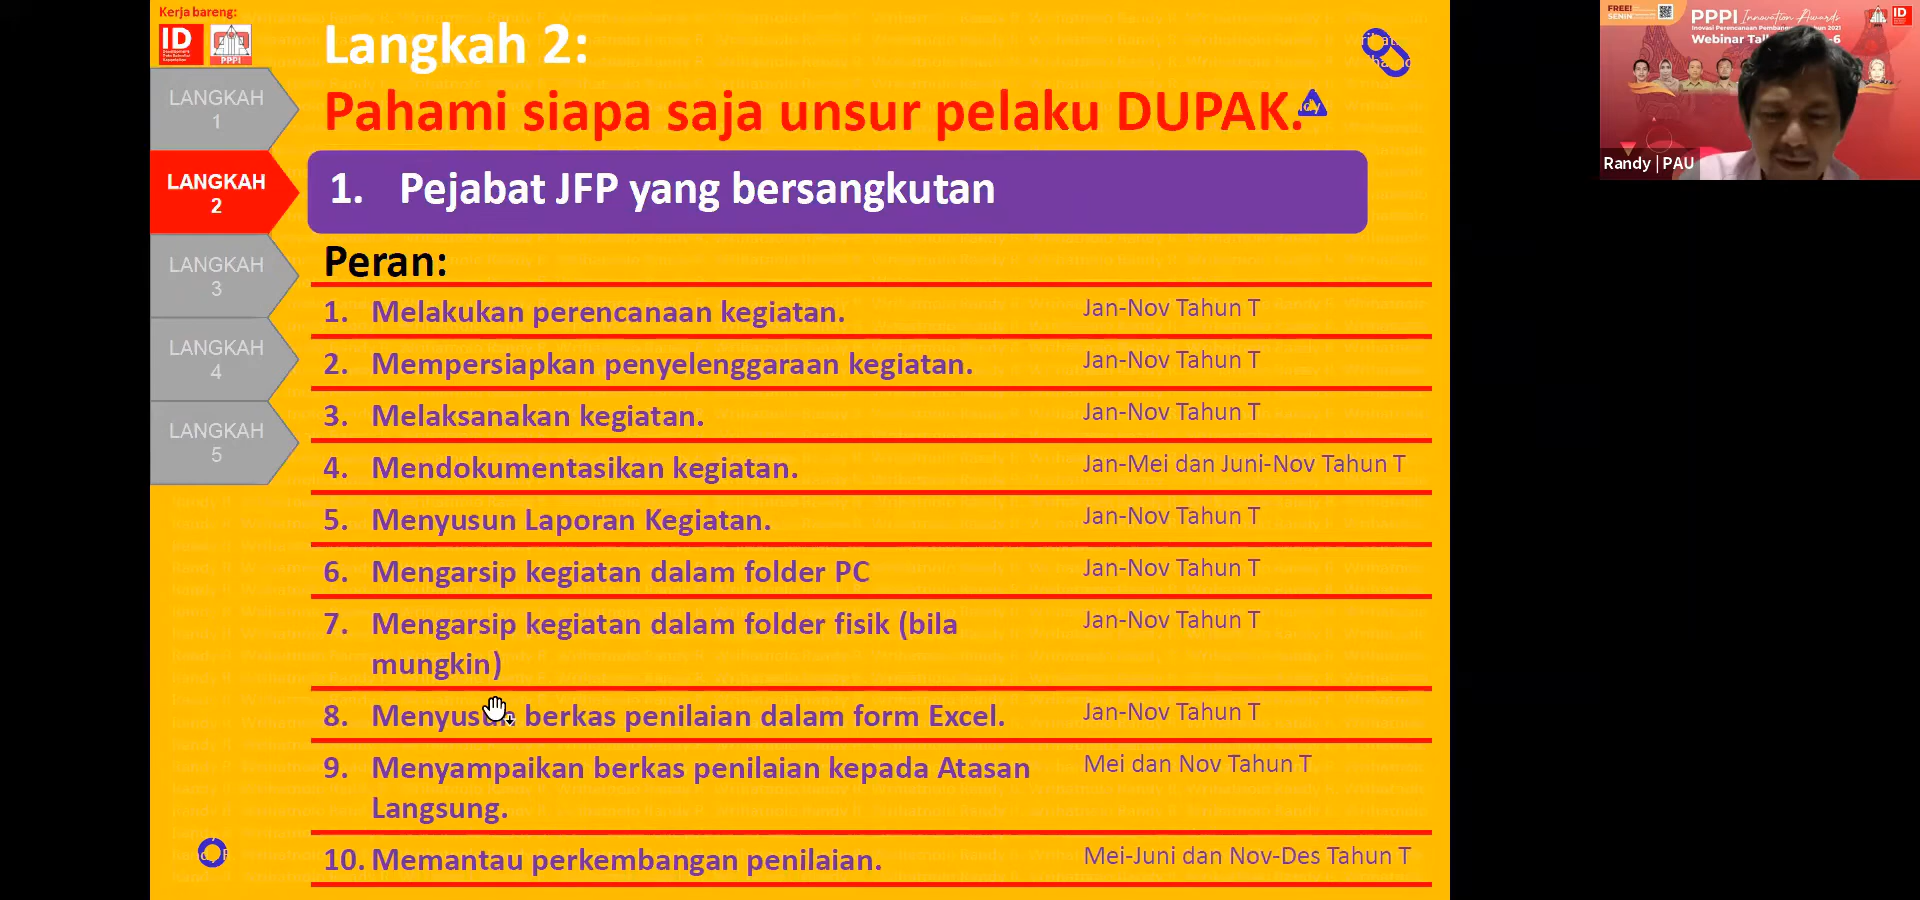 Kerja bareng:
ID
PPPI
Langkah 2:
Pahami siapa saja unsur pelaku DUPAK.
LANGKAH
1
LANGKAH
2
LANGKAH
3
LANGKAH
4
LANGKAH
5
1. Pejabat JFP yang bersangkutan
Peran:
1. Melakukan perencanaan kegiatan. Jan-Nov Tahun T
2. Mempersiapkan penyelenggaraan kegiatan. Jan-Nov Tahun T
3. Melaksanakan kegiatan. Jan-Nov Tahun T
4. Mendokumentasikan kegiatan. Jan-Mei dan Juni-Nov Tahun T
5. Menyusun Laporan Kegiatan. Jan-Nov Tahun T
6. Mengarsip kegiatan dalam folder PC Jan-Nov Tahun T
7. Mengarsip kegiatan dalam folder fisik (bila Jan-Nov Tahun T
mungkin)
8. Menyusun berkas penilaian dalam form Excel. Jan-Nov Tahun T
9. Menyampaikan berkas penilaian kepada Atasan Mei dan Nov Tahun T
Langsung.
10. Memantau perkembangan penilaian. Mei-Juni dan Nov-Des Tahun T
FREE!
SENIN
PPPI Innovation Awards
Webinar
ID
Randy | PAU